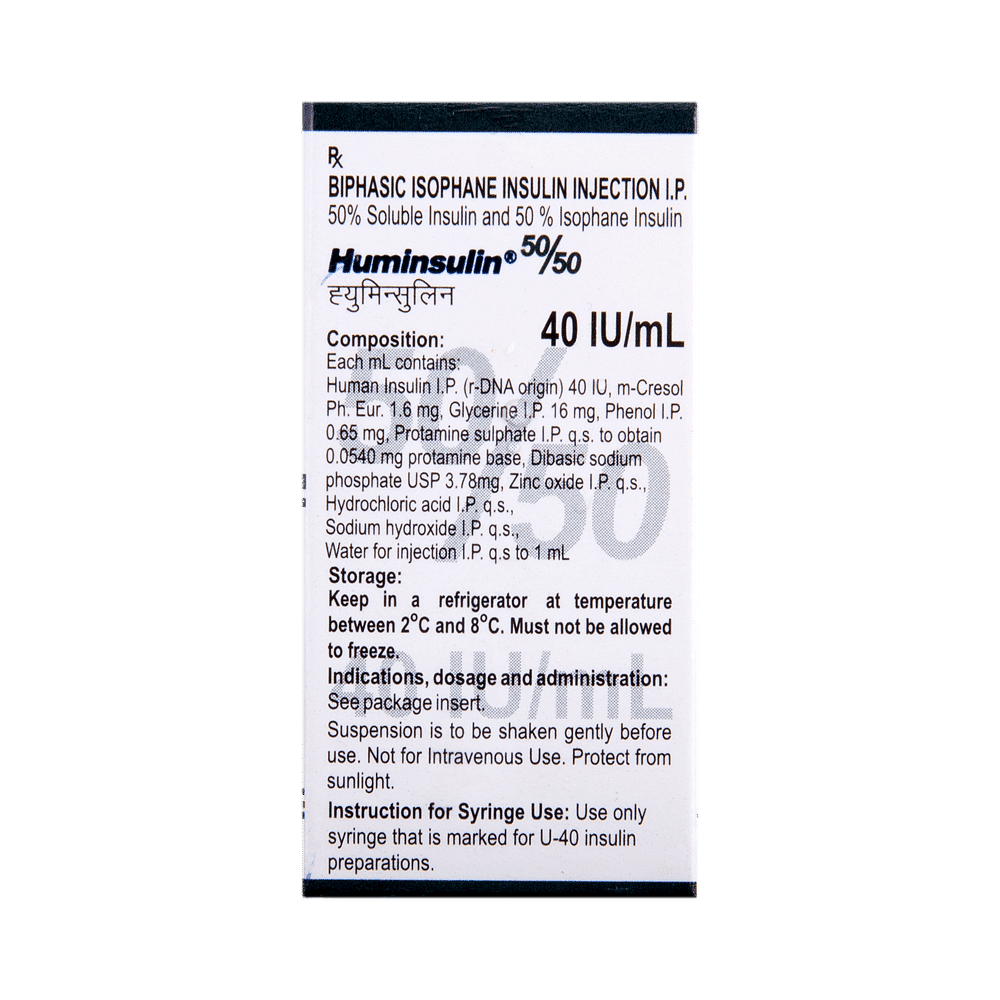 Rx
BIPHASIC ISOPHANE INSULIN INJECTION I.P.
50% Soluble Insulin and 50 % Isophane Insulin
Huminsulin® 50/50
ह्युमिन्सुलिन
40 IU/mL
Composition:
Each mL contains:
Human Insulin I.P. (r-DNA origin) 40 IU, m-Cresol
Ph. Eur. 1.6 mg, Glycerine I.P. 16 mg, Phenol I.P.
0.65 mg, Protamine sulphate I.P. q.s. to obtain
0.0540 mg protamine base, Dibasic sodium
phosphate USP 3.78mg, Zinc oxide I.P. q.s.,
Hydrochloric acid I.P. q.s.,
Sodium hydroxide I.P. q.s.,
Water for injection I.P. q.s to 1 mL
50/50
Storage:
Keep in a refrigerator at temperature
between 2°C and 8°C. Must not be allowed
to freeze.
40 IU/mL
Indications, dosage and administration:
See package insert.
Suspension is to be shaken gently before
use. Not for Intravenous Use. Protect from
sunlight.
Instruction for Syringe Use: Use only
syringe that is marked for U-40 insulin
preparations.